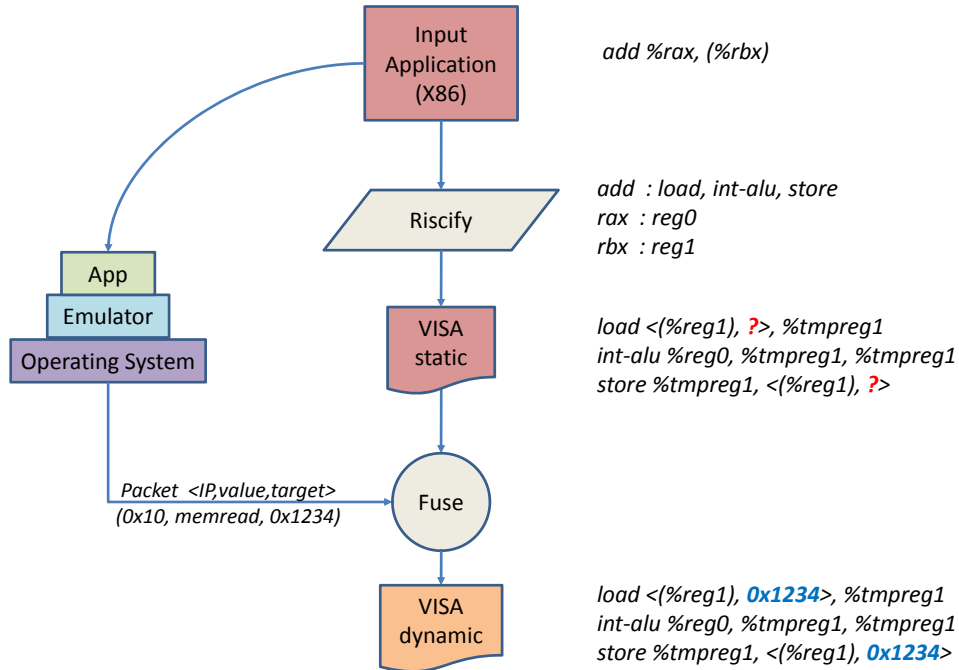 Input
Application
(X86)
add %rax, (%rbx)
Riscify
add : load, int-alu, store
rax : reg0
rbx : reg1
App
Emulator
Operating System
VISA
static
load <(%reg1), ?>, %tmpreg1
int-alu %reg0, %tmpreg1, %tmpreg1
store %tmpreg1, <(%reg1), ?>
Packet <IP,value,target>
(0x10, memread, 0x1234)
Fuse
VISA
dynamic
load <(%reg1), 0x1234>, %tmpreg1
int-alu %reg0, %tmpreg1, %tmpreg1
store %tmpreg1, <(%reg1), 0x1234>